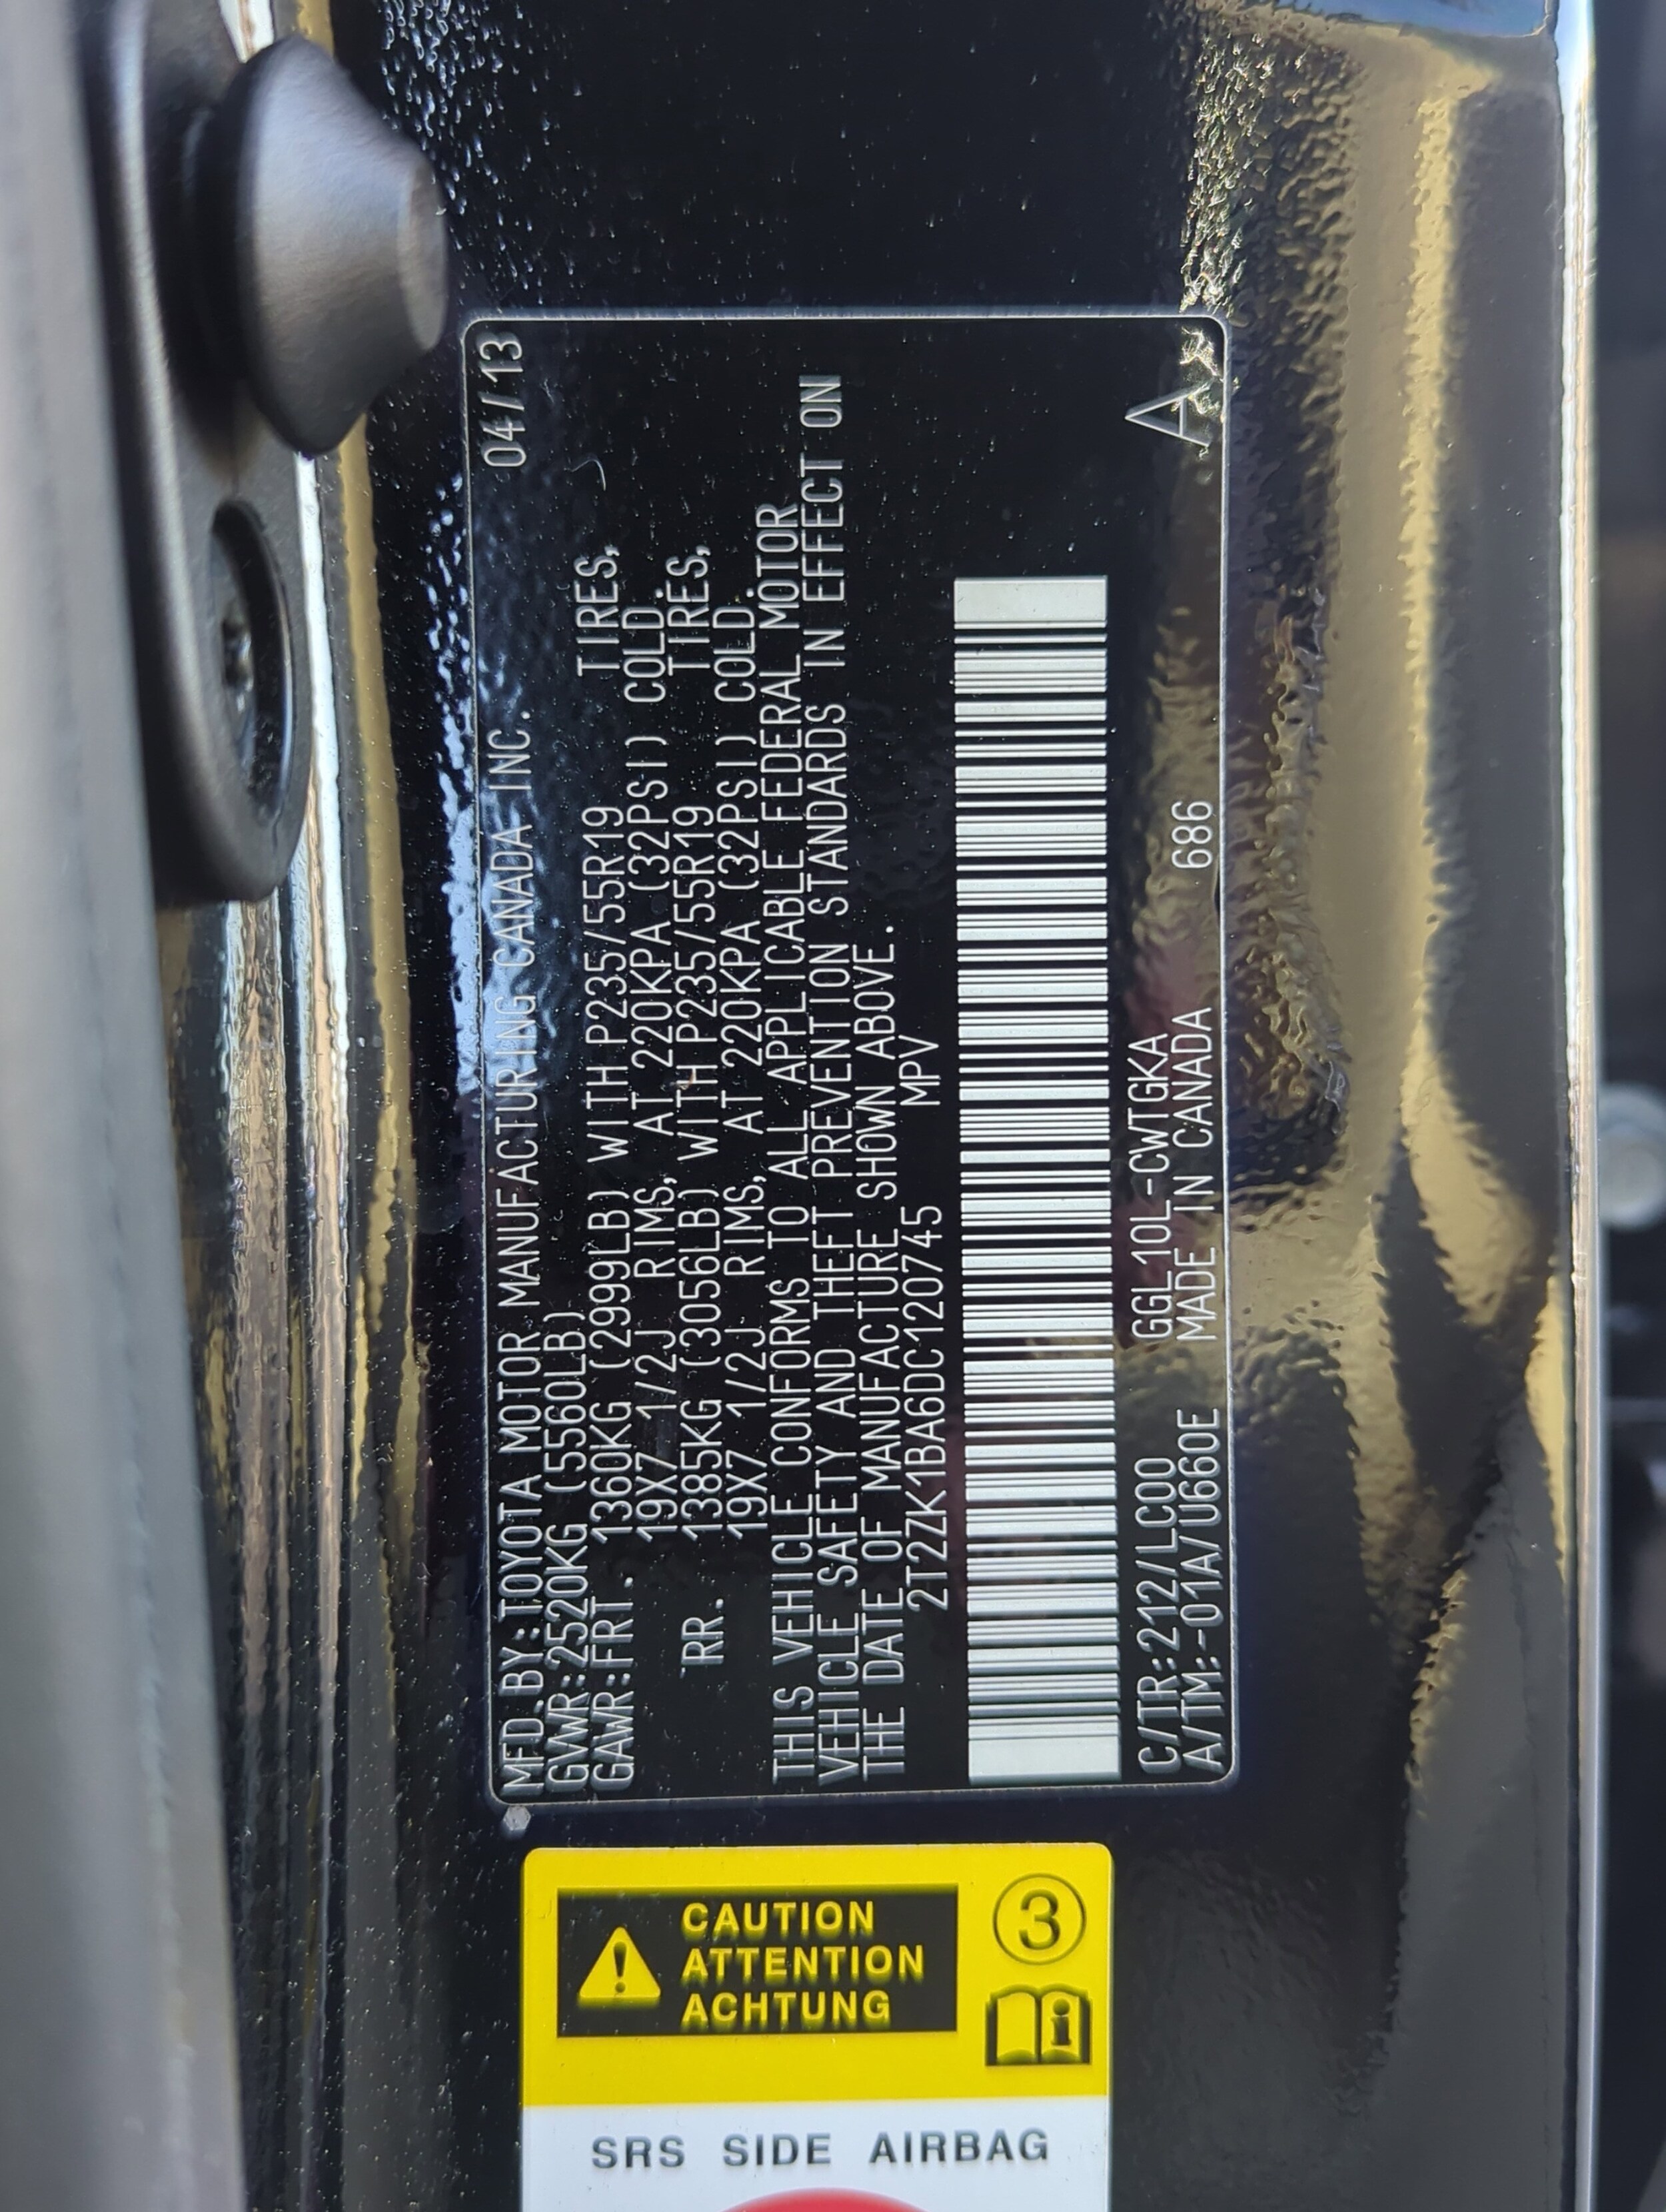 MFD.BY:TOYOTA MOTOR MANUFACTURING CANADA INC. 04/13
GVWR:2520KG (5560LB)
GAWR:FRT. 1360KG (2999LB) WITH P235/55R19 TIRES,
19X7 1/2J RIMS, AT 220KPA (32PSI) COLD
RR. 1385KG (3056LB) WITH P235/55R19 TIRES,
19X7 1/2J RIMS, AT 220KPA (32PSI) COLD.
THIS VEHICLE CONFORMS TO ALL APPLICABLE FEDERAL MOTOR
VEHICLE SAFETY AND THEFT PREVENTION STANDARDS IN EFFECT ON
THE DATE OF MANUFACTURE SHOWN ABOVE.
2T2ZK1BA6DC120745 MPV
C/TR:212/LC00 GGL10L-CWTGKA
A/TM:-01A/U660E MADE IN CANADA 686 A
CAUTION
ATTENTION
ACHTUNG
3
i
SRS SIDE AIRBAG